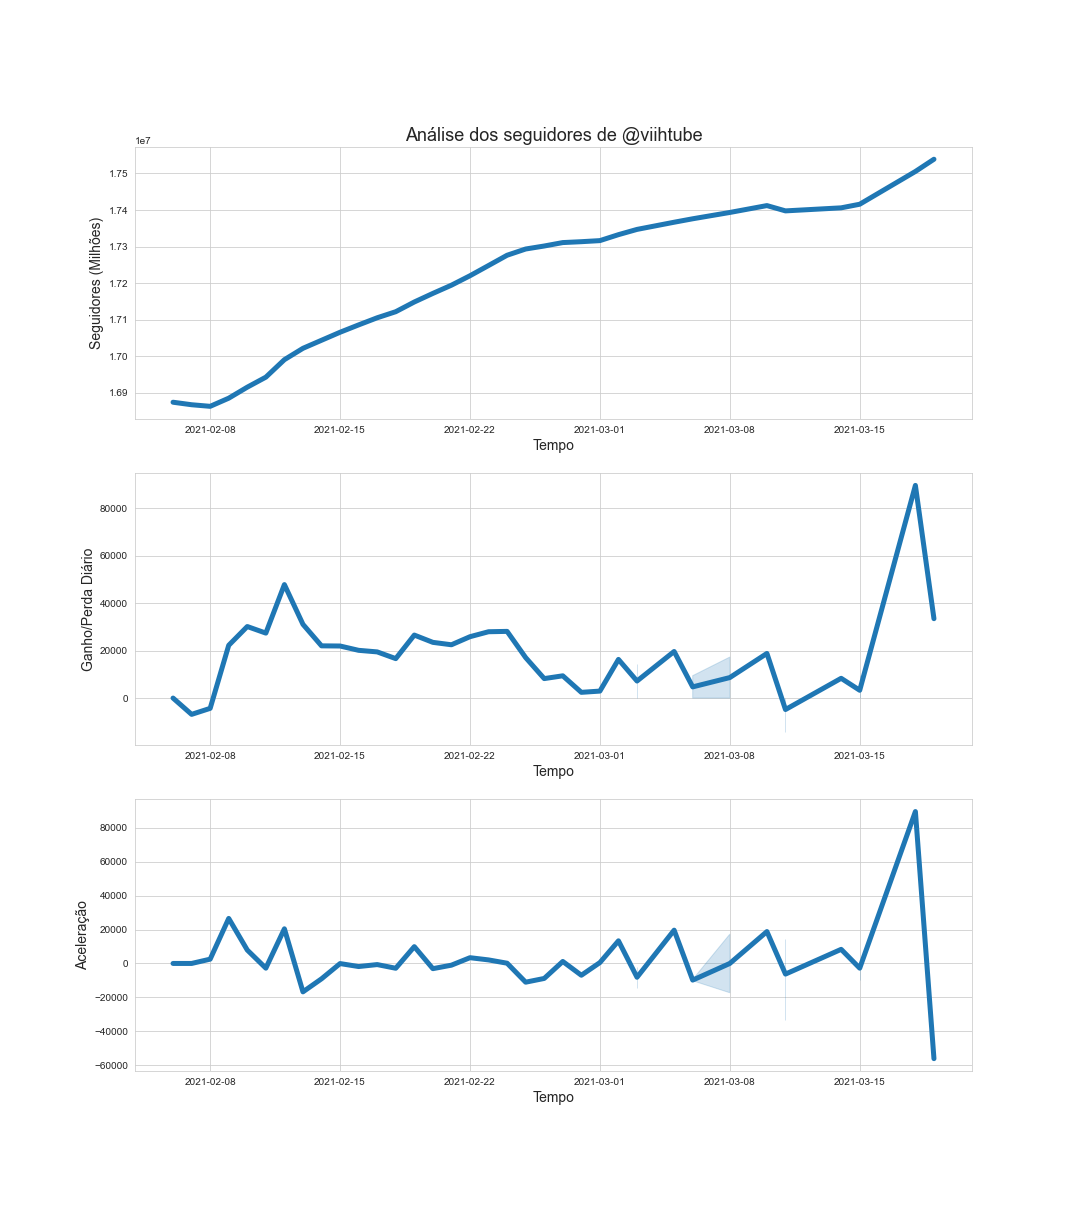 Análise dos seguidores de @viihtube
1e7
1.75
1.74
1.73
1.72
1.71
1.70
1.69
Seguidores (Milhões)
2021-02-08 2021-02-15 2021-02-22 2021-03-01 2021-03-08 2021-03-15
Tempo
80000
60000
40000
20000
0
Ganho/Perda Diário
2021-02-08 2021-02-15 2021-02-22 2021-03-01 2021-03-08 2021-03-15
Tempo
80000
60000
40000
20000
0
−20000
−40000
−60000
Aceleração
2021-02-08 2021-02-15 2021-02-22 2021-03-01 2021-03-08 2021-03-15
Tempo